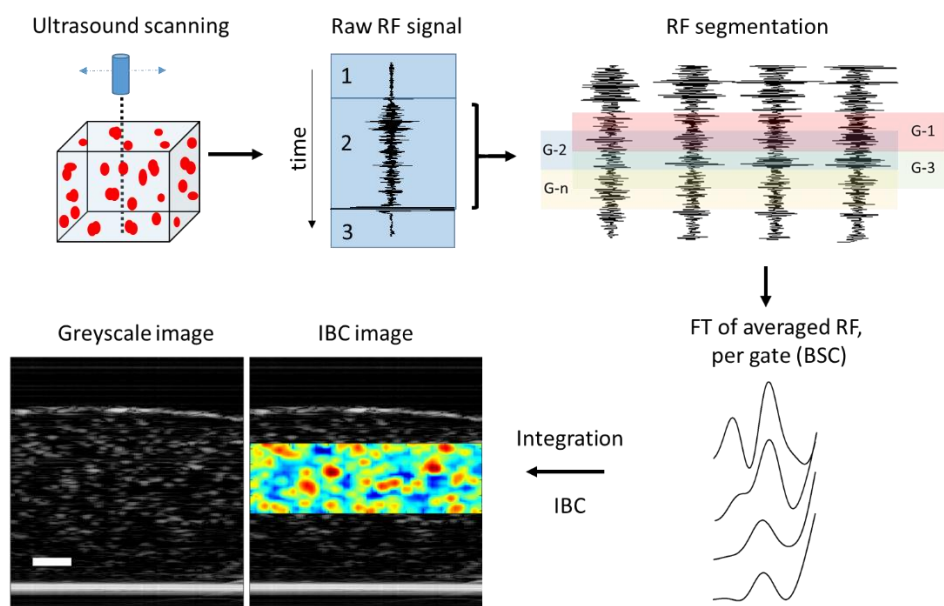 Ultrasound scanning
Raw RF signal
RF segmentation
time
1
2
3
G-1
G-2
G-3
G-n
FT of averaged RF,
per gate (BSC)
Integration
IBC
Greyscale image
IBC image